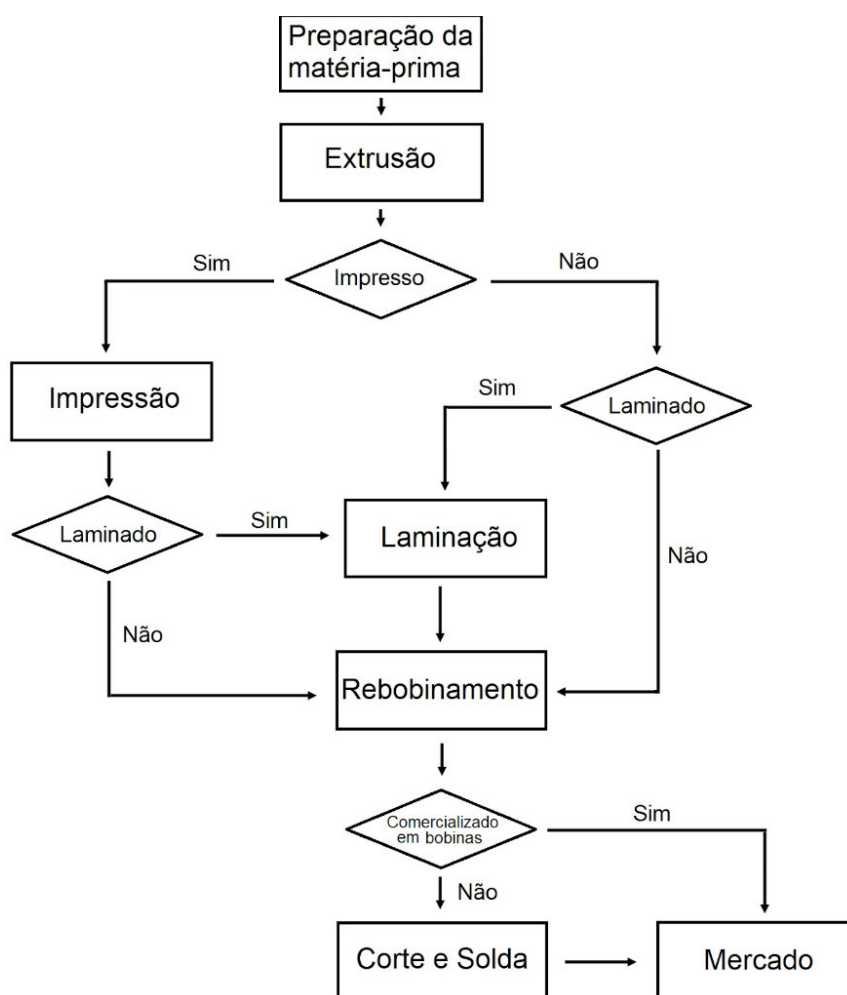 Preparação da
matéria-prima
Extrusão
Sim
Impresso
Não
Impressão
Sim
Laminado
Laminado
Sim
Laminação
Não
Não
Rebobinamento
Comercializado
em bobinas
Sim
Não
Corte e Solda
Mercado